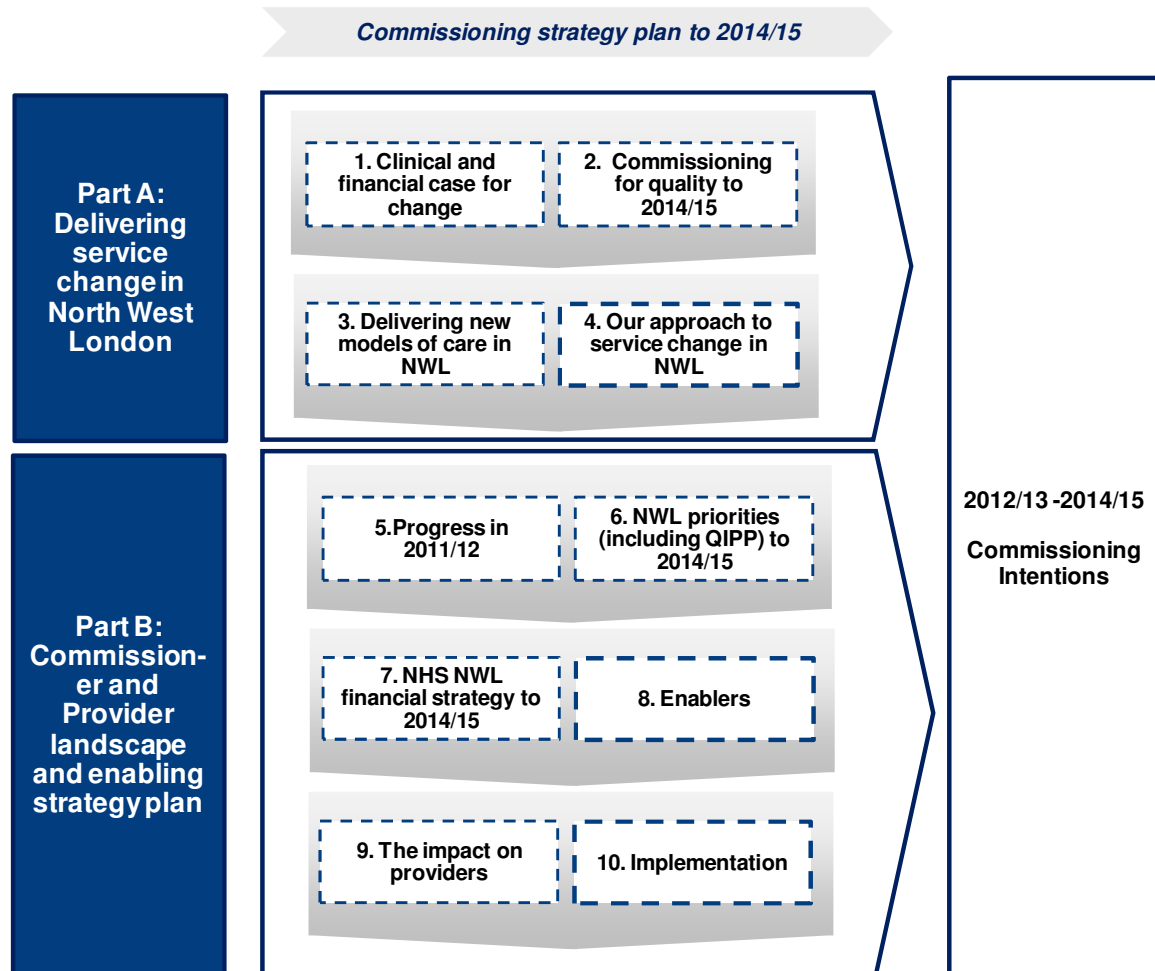 Commissioning strategy plan to 2014/15
Part A:
Delivering
service
change in
North West
London
1. Clinical and
financial case for
change
2. Commissioning
for quality to
2014/15
3. Delivering new
models of care in
NWL
4. Our approach to
service change in
NWL
Part B:
Commission-
er and
Provider
landscape
and enabling
strategy plan
5.Progress in
2011/12
6. NWL priorities
(including QIPP) to
2014/15
7. NHS NWL
financial strategy to
2014/15
8. Enablers
9. The impact on
providers
10. Implementation
2012/13 -2014/15
Commissioning
Intentions